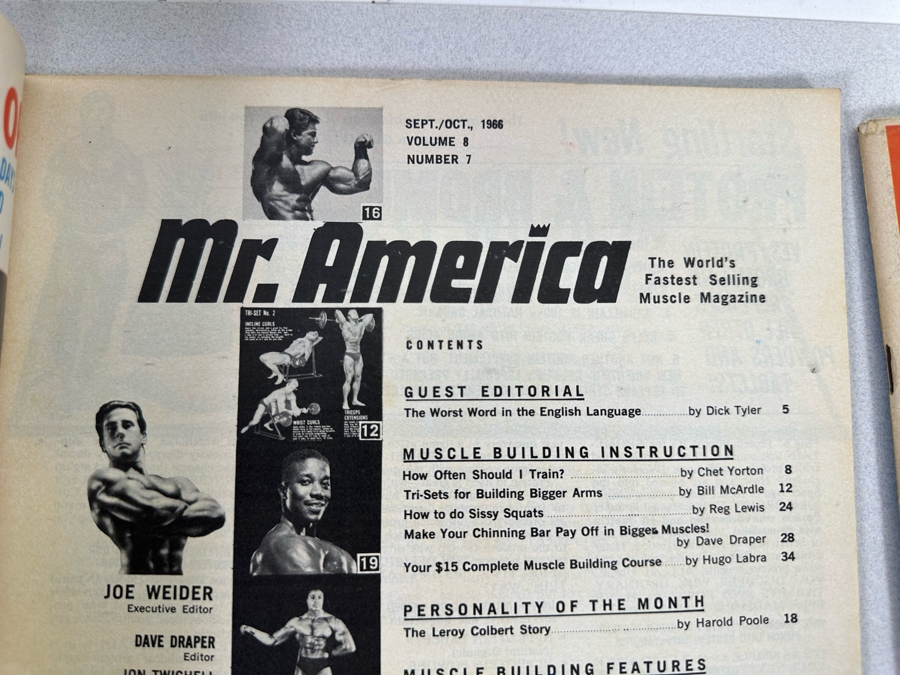 SEPT./OCT., 1966
VOLUME 8
NUMBER 7
16
Mr. America
The World's
Fastest Selling
Muscle Magazine
TRI-SET No. 2
INCLINE CURLS
WRIST CURLS
TRICEPS
EXTENSIONS
12
CONTENTS
GUEST EDITORIAL
The Worst Word in the English Language by Dick Tyler 5
MUSCLE BUILDING INSTRUCTION
How Often Should I Train? by Chet Yorton 8
Tri-Sets for Building Bigger Arms by Bill McArdle 12
How to do Sissy Squats by Reg Lewis 24
Make Your Chinning Bar Pay Off in Bigger Muscles!
by Dave Draper 28
Your $15 Complete Muscle Building Course by Hugo Labra 34
19
JOE WEIDER
Executive Editor
DAVE DRAPER
Editor
JON TWICHELL
PERSONALITY OF THE MONTH
The Leroy Colbert Story by Harold Poole 18
MUSCLE BUILDING FEATURES